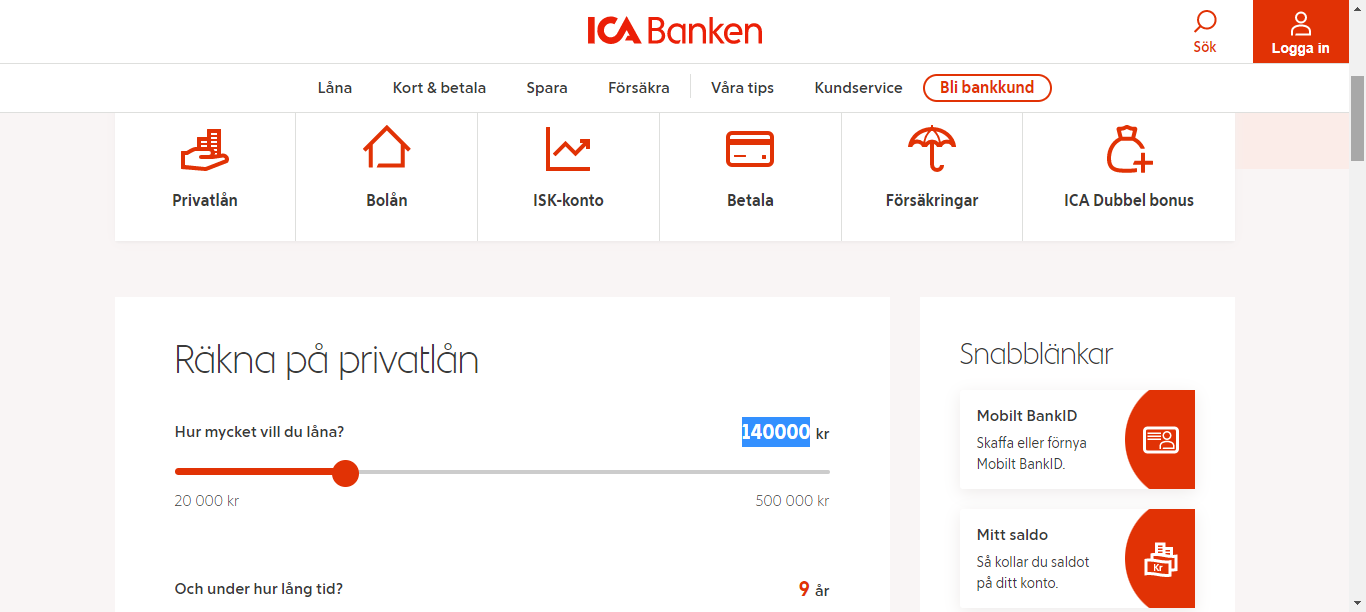 ICA Banken
Sök
Logga in
Låna Kort & betala Spara Försäkra Våra tips Kundservice Bli bankkund
Privatlån Bolån ISK-konto Betala Försäkringar ICA Dubbel bonus
Räkna på privatlån
Hur mycket vill du låna? 140000 kr
20 000 kr 500 000 kr
Och under hur lång tid? 9 år
Snabblänkar
Mobilt BankID
Skaffa eller förnya
Mobilt BankID.
Mitt saldo
Så kollar du saldot
på ditt konto.
Kr